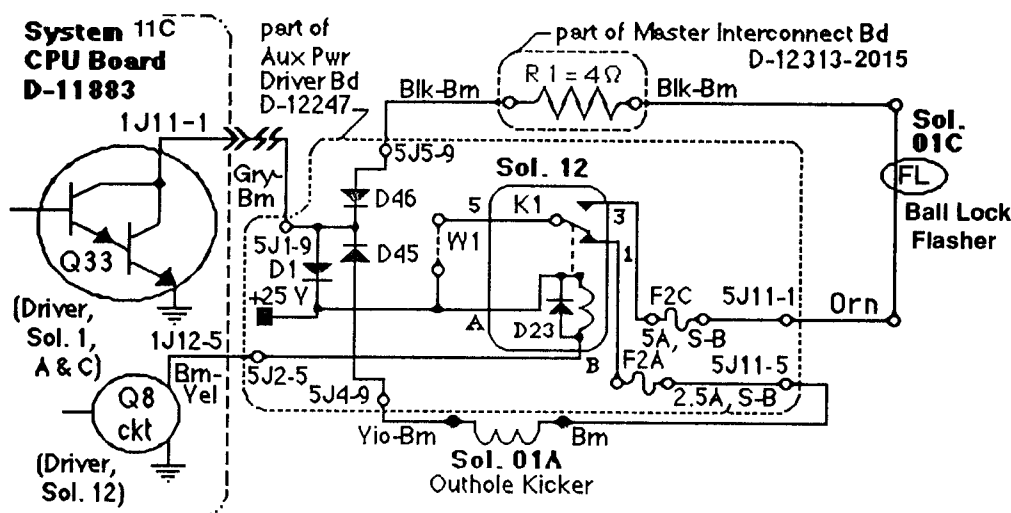 System 11C
CPU Board
D-11883
part of
Aux Pwr
Driver Bd
D-12247
part of Master Interconnect Bd
D-12313-2015
R1 = 4Ω
Blk-Brn
Blk-Brn
1J11-1
5J5-9
Sol. 12
Sol.
01C
FL
Ball Lock
Flasher
Gry-
Brn
D46
5
K1
3
5J1-9
D45
W1
1
Q33
D1
+25 V
F2C
5J11-1
Orn
(Driver,
Sol. 1,
A & C)
A
D23
5A, S-B
1J12-5
B
F2A
5J11-5
Brn-
Yel
5J2-5
5J4-9
2.5A, S-B
Q8
ckt
Ylo-Brn
Brn
(Driver,
Sol. 12)
Sol. 01A
Outhole Kicker